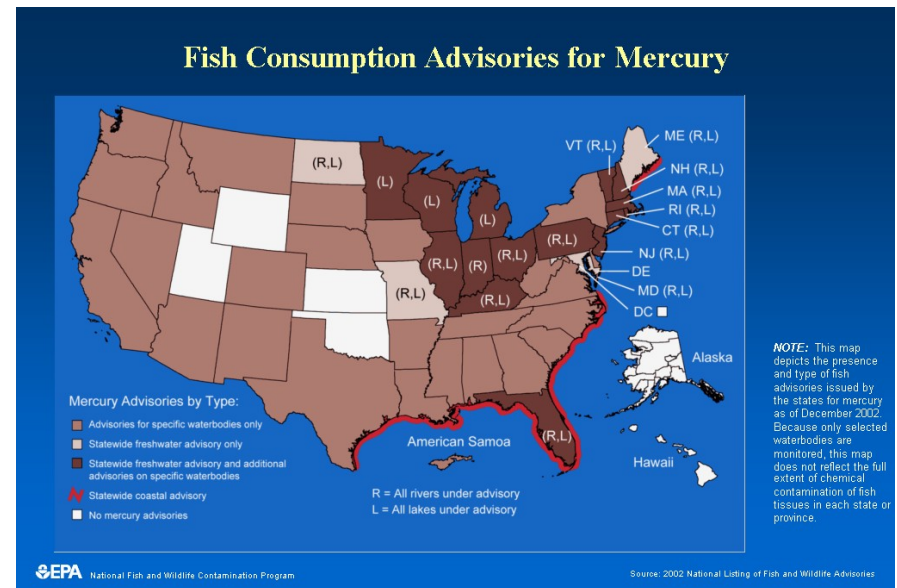 Fish Consumption Advisories for Mercury
VT (R,L)
ME (R,L)
NH (R,L)
MA (R,L)
RI (R,L)
CT (R,L)
NJ (R,L)
DE
MD (R,L)
DC
(R,L)
(L)
(L)
(L)
(R,L)
(R,L)
(R)
(R,L)
(R,L)
(R,L)
(R,L)
Alaska
Hawaii
American Samoa
Mercury Advisories by Type:
Advisories for specific waterbodies only
Statewide freshwater advisory only
Statewide freshwater advisory and additional
advisories on specific waterbodies
Statewide coastal advisory
No mercury advisories
R = All rivers under advisory
L = All lakes under advisory
NOTE: This map
depicts the presence
and type of fish
advisories issued by
the states for mercury
as of December 2002.
Because only selected
waterbodies are
monitored, this map
does not reflect the full
extent of chemical
contamination of fish
tissues in each state or
province.
EPA National Fish and Wildlife Contamination Program
Source: 2002 National Listing of Fish and Wildlife Advisories